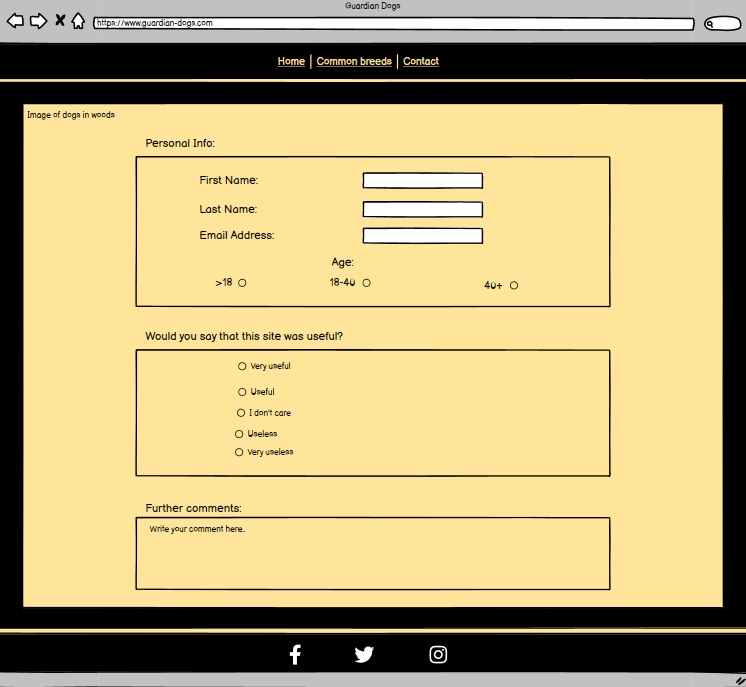 Guardian Dogs
https://www.guardian-dogs.com
Home | Common breeds | Contact
Image of dogs in woods
Personal Info:
First Name:
Last Name:
Email Address:
Age:
>18 18-40 40+
Would you say that this site was useful?
Very useful
Useful
I don't care
Useless
Very useless
Further comments:
Write your comment here..